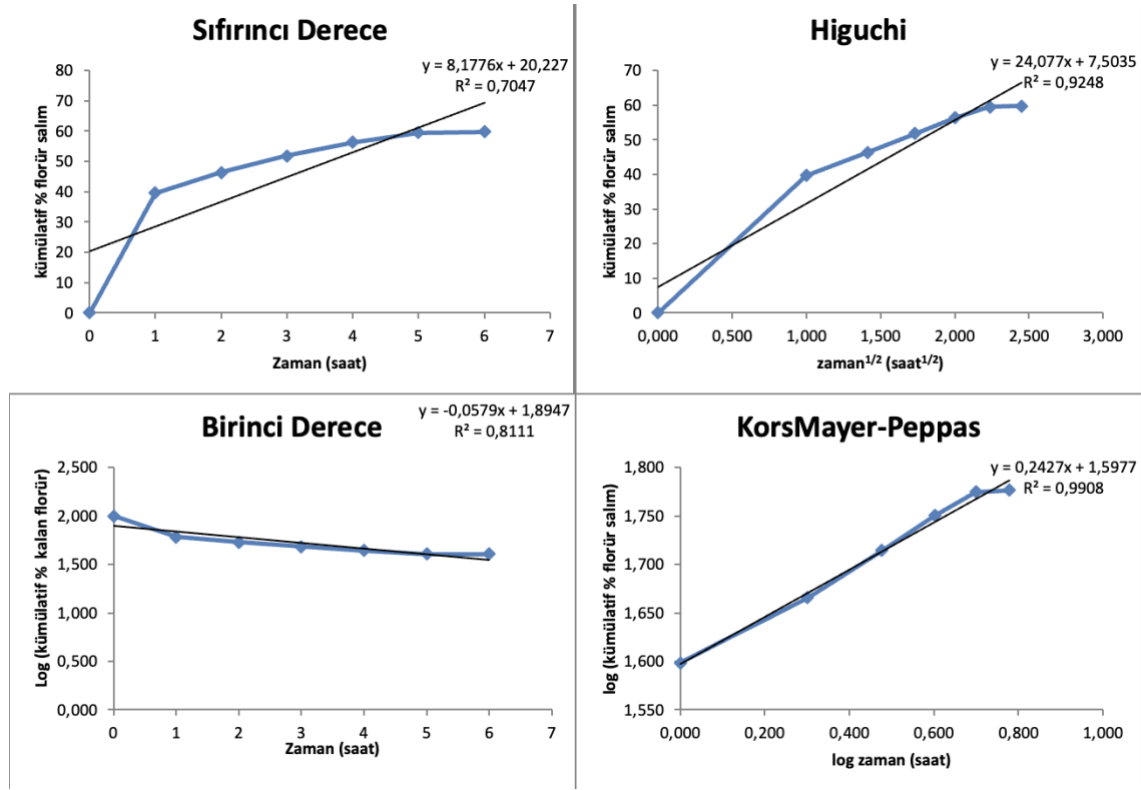 Sıfırıncı Derece
y = 8,1776x + 20,227
R² = 0,7047
kümülatif % florür salım
80
70
60
50
40
30
20
10
0
0 1 2 3 4 5 6 7
Zaman (saat)
Higuchi
y = 24,077x + 7,5035
R² = 0,9248
kümülatif % florür salım
70
60
50
40
30
20
10
0
0,000 0,500 1,000 1,500 2,000 2,500 3,000
zaman¹/² (saat¹/²)
Birinci Derece
y = -0,0579x + 1,8947
R² = 0,8111
Log (kümülatif % kalan florür)
2,500
2,000
1,500
1,000
0,500
0,000
0 1 2 3 4 5 6 7
Zaman (saat)
KorsMayer-Peppas
y = 0,2427x + 1,5977
R² = 0,9908
log (kümülatif % florür salım)
1,800
1,750
1,700
1,650
1,600
1,550
0,000 0,200 0,400 0,600 0,800 1,000
log zaman (saat)